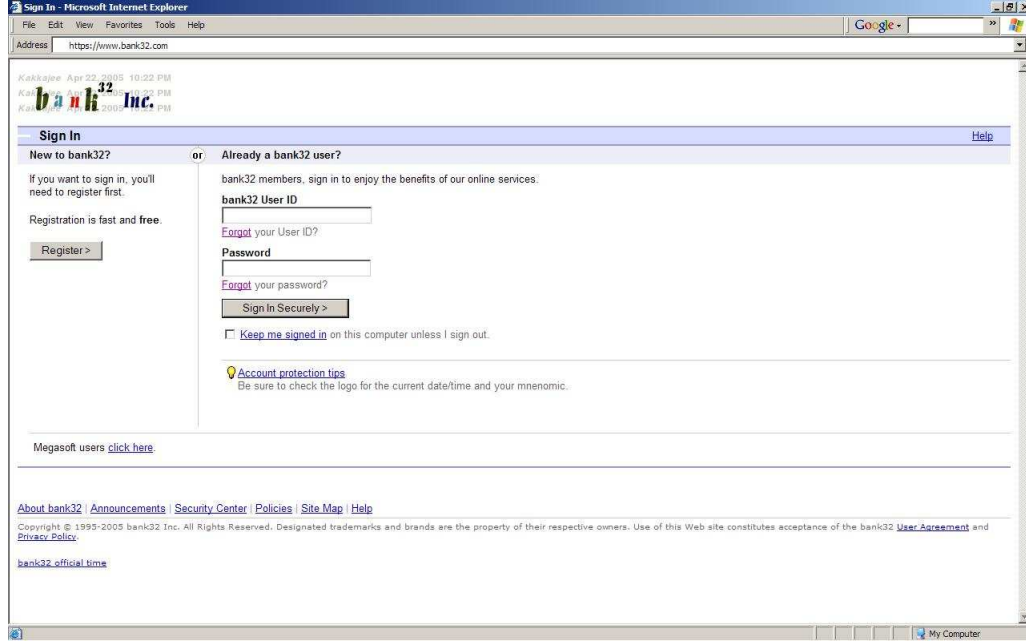 Sign In - Microsoft Internet Explorer
File Edit View Favorites Tools Help
Google
Address https://www.bank32.com
Kakkajee Apr 22, 2005 10:22 PM
bank32 Inc.
Sign In Help
New to bank32? or Already a bank32 user?
If you want to sign in, you'll
need to register first.
Registration is fast and free.
Register >
bank32 members, sign in to enjoy the benefits of our online services.
bank32 User ID
Forgot your User ID?
Password
Forgot your password?
Sign In Securely >
Keep me signed in on this computer unless I sign out.
Account protection tips
Be sure to check the logo for the current date/time and your mnenomic.
Megasoft users click here.
About bank32 | Announcements | Security Center | Policies | Site Map | Help
Copyright © 1995-2005 bank32 Inc. All Rights Reserved. Designated trademarks and brands are the property of their respective owners. Use of this Web site constitutes acceptance of the bank32 User Agreement and
Privacy Policy.
bank32 official time
My Computer